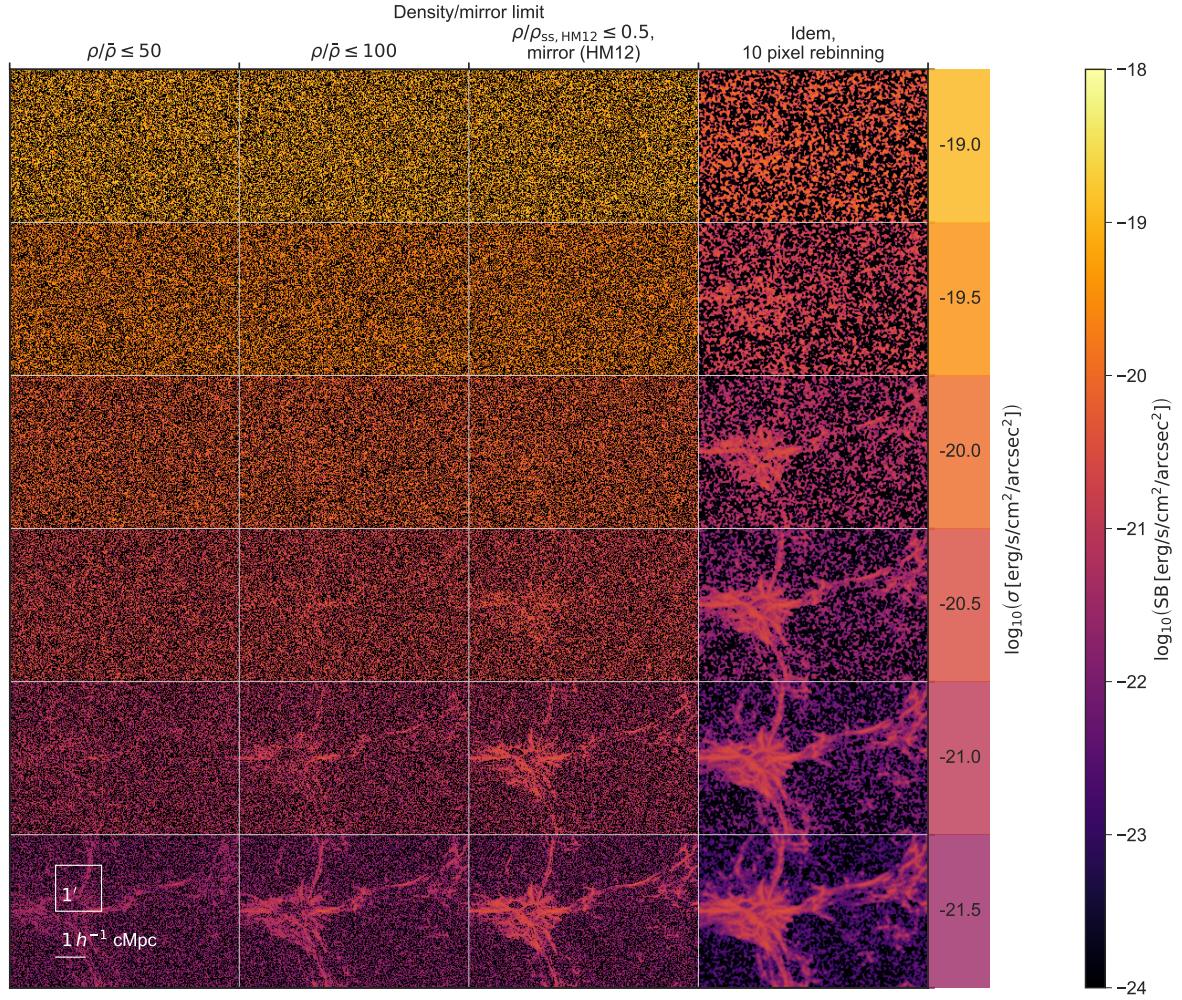 Density/mirror limit
ρ/ρ̄ ≤ 50
ρ/ρ̄ ≤ 100
ρ/ρss, HM12 ≤ 0.5,
mirror (HM12)
Idem,
10 pixel rebinning
-19.0
-19.5
-20.0
-20.5
-21.0
-21.5
log10(σ [erg/s/cm²/arcsec²])
−18
−19
−20
−21
−22
−23
−24
log10(SB [erg/s/cm²/arcsec²])
1′
1 h⁻¹ cMpc